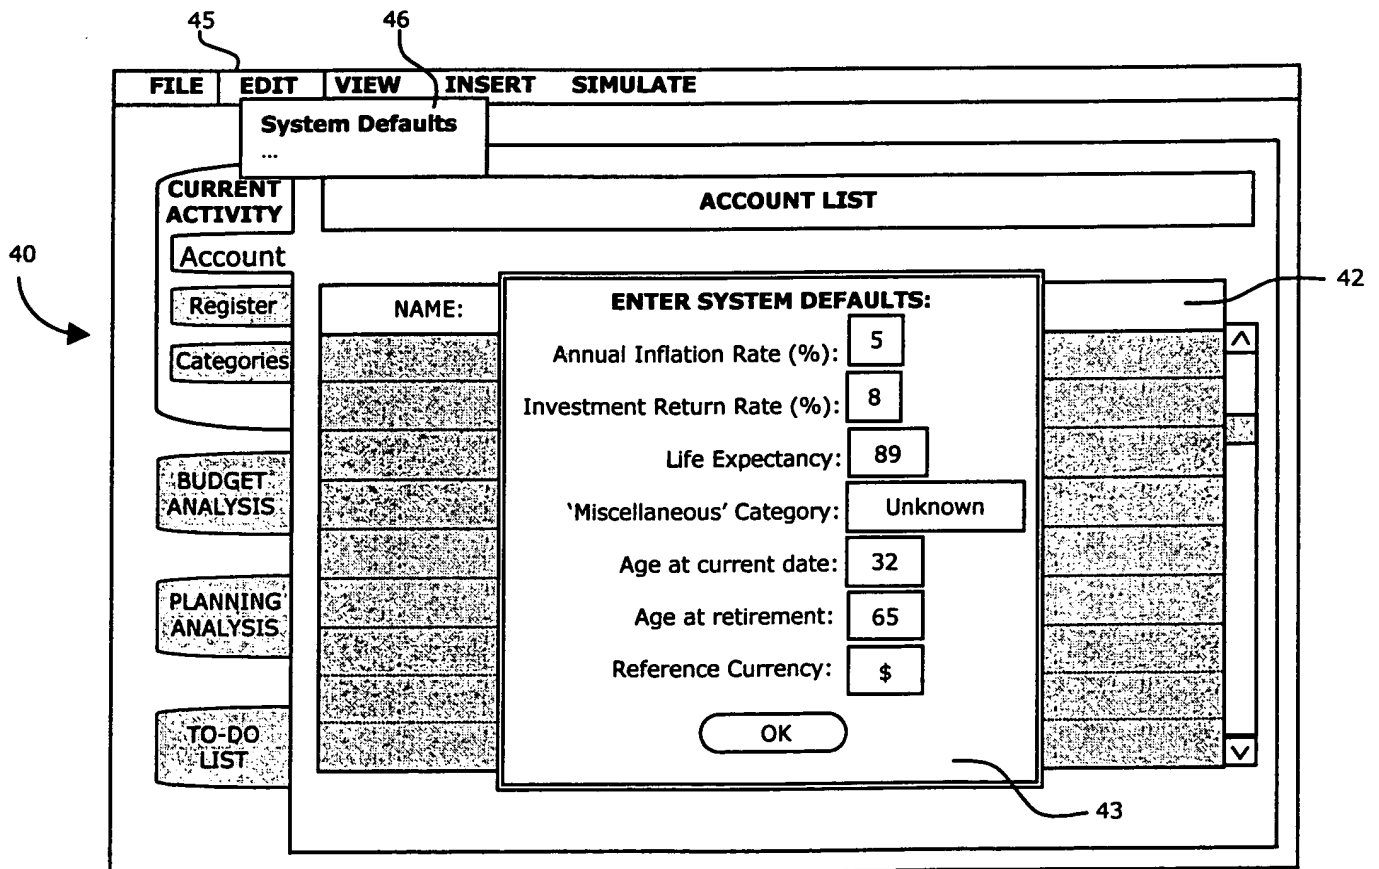 45
46
FILE EDIT VIEW INSERT SIMULATE
System Defaults
...
CURRENT
ACTIVITY
ACCOUNT LIST
Account
40
42
Register
NAME:
ENTER SYSTEM DEFAULTS:
Annual Inflation Rate (%): 5
Categories
Investment Return Rate (%): 8
Life Expectancy: 89
BUDGET
ANALYSIS
'Miscellaneous' Category: Unknown
Age at current date: 32
PLANNING
ANALYSIS
Age at retirement: 65
Reference Currency: $
TO-DO
LIST
OK
43